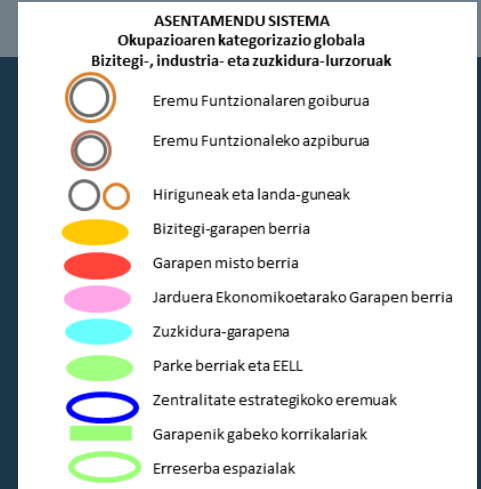 ASENTAMENDU SISTEMA
Okupazioaren kategorizazio globala
Bizitegi-, industria- eta zuzkidura-lurzoruak
Eremu Funtzionalaren goiburua
Eremu Funtzionaleko azpiburua
Hiriguneak eta landa-guneak
Bizitegi-garapen berria
Garapen misto berria
Jarduera Ekonomikoetarako Garapen berria
Zuzkidura-garapena
Parke berriak eta EELL
Zentralitate estrategikoko eremuak
Garapenik gabeko korrikalariak
Erreserba espazialak